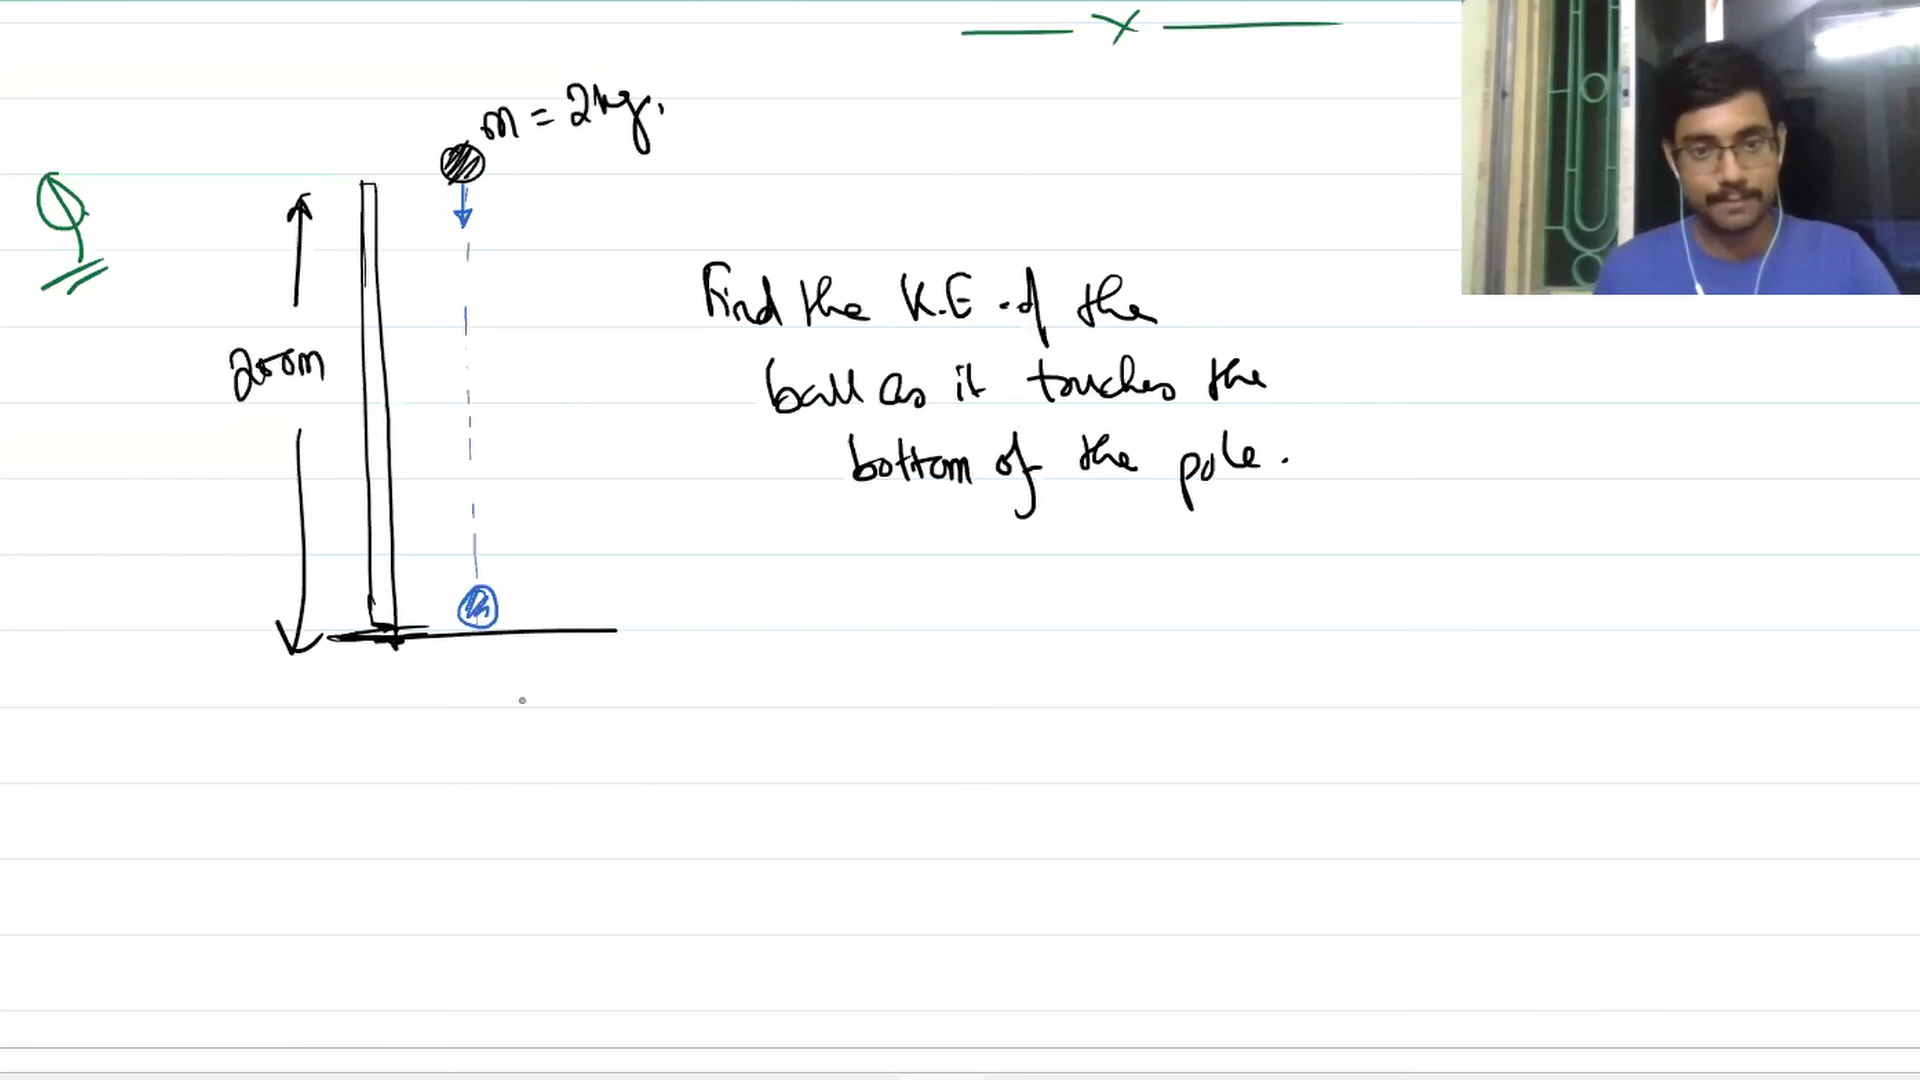 m = 2kg.
200m
Find the K.E of the
ball as it touches the
bottom of the pole.